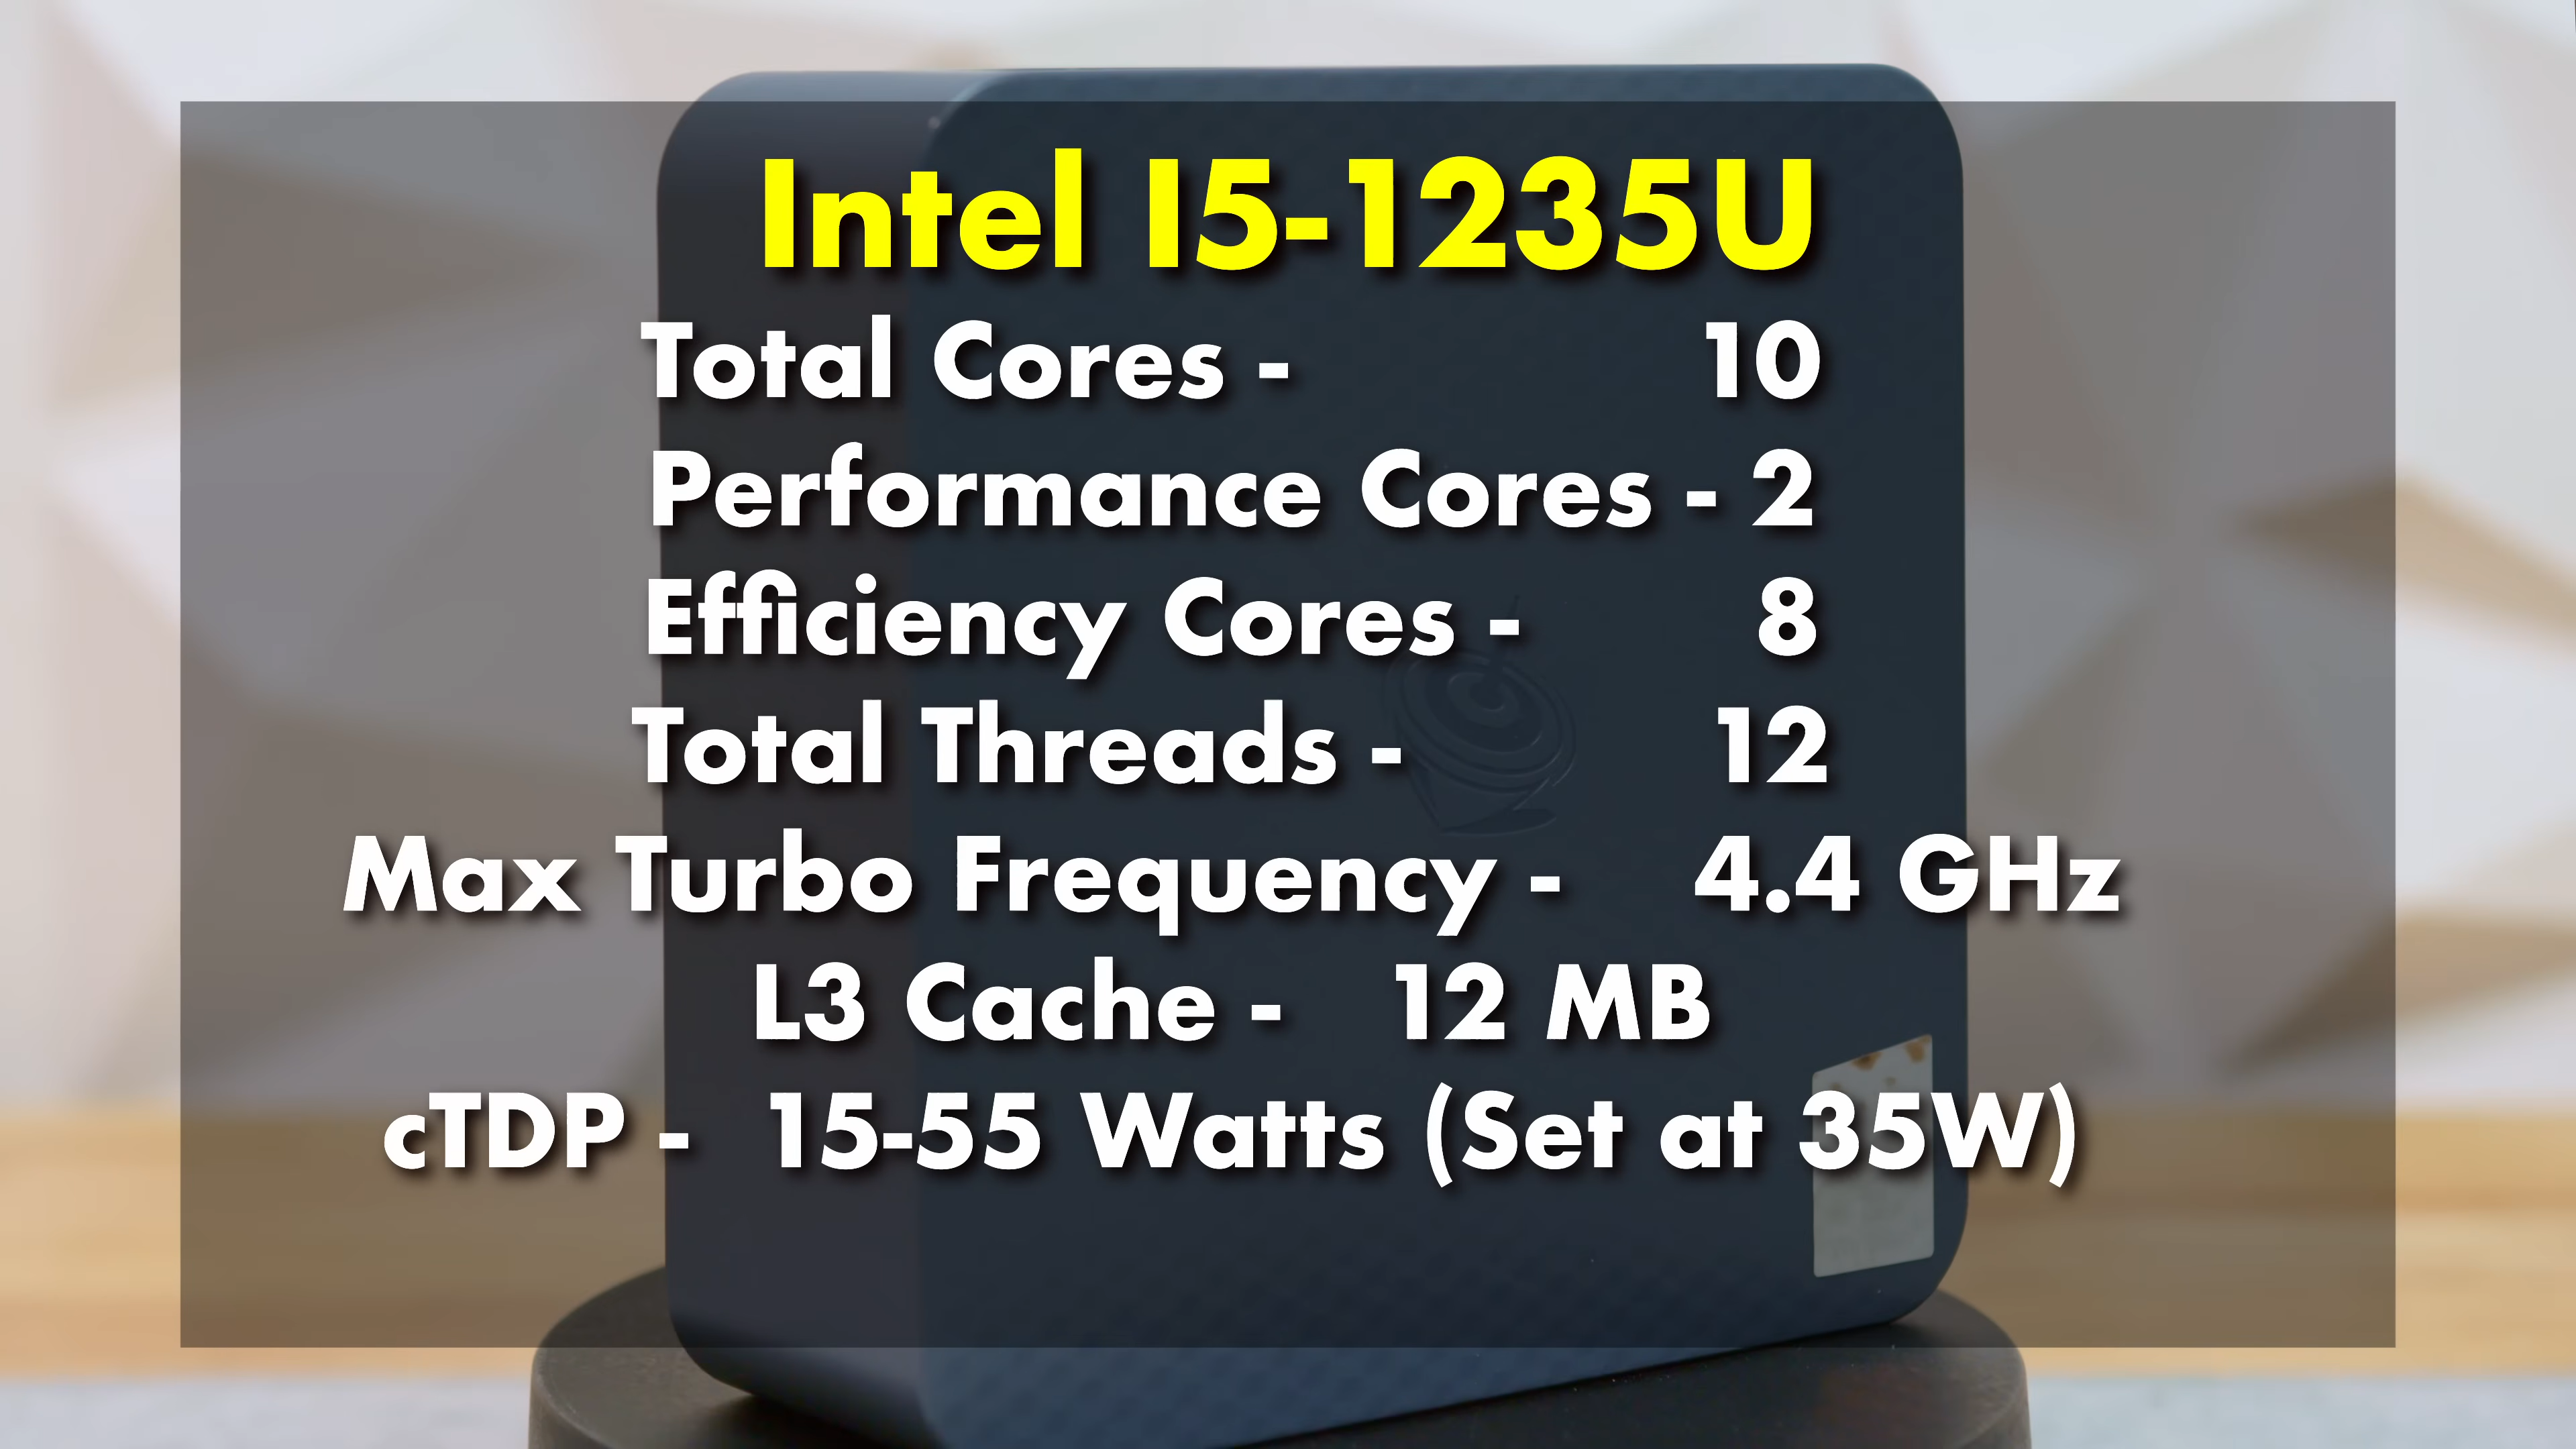 Intel I5-1235U
Total Cores - 10
Performance Cores - 2
Efficiency Cores - 8
Total Threads - 12
Max Turbo Frequency - 4.4 GHz
L3 Cache - 12 MB
cTDP - 15-55 Watts (Set at 35W)